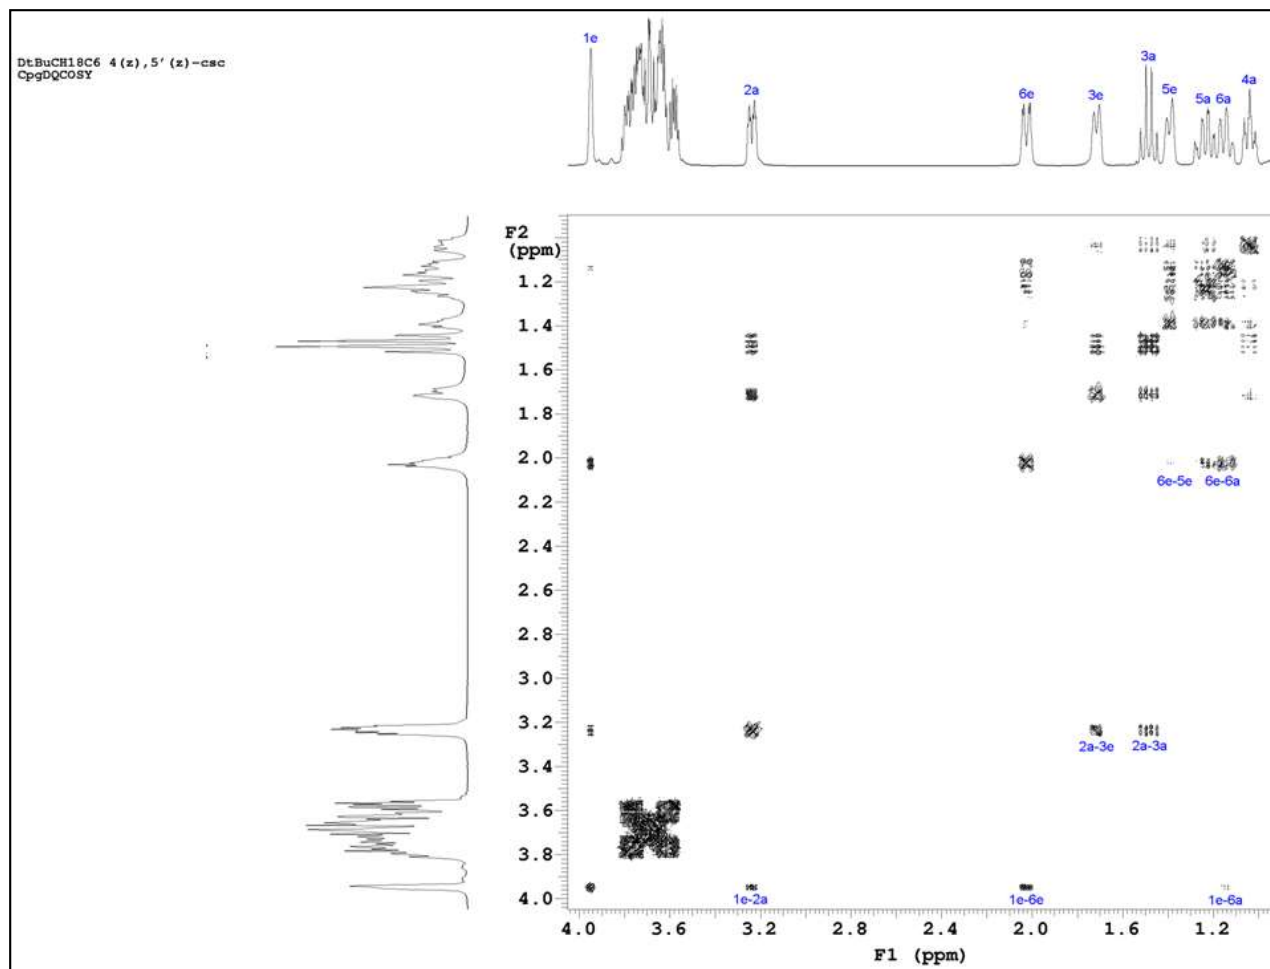 DtBuCH18C6 4(z),5'(z)-csc
CpgDQCOSY
1e
2a
6e
3e
3a
5e
5a
6a
4a
F2
(ppm)
1.2
1.4
1.6
1.8
2.0
6e-5e
6e-6a
2.2
2.4
2.6
2.8
3.0
3.2
2a-3e
2a-3a
3.4
3.6
3.8
4.0
1e-2a
1e-6e
1e-6a
4.0
3.6
3.2
2.8
2.4
2.0
1.6
1.2
F1 (ppm)